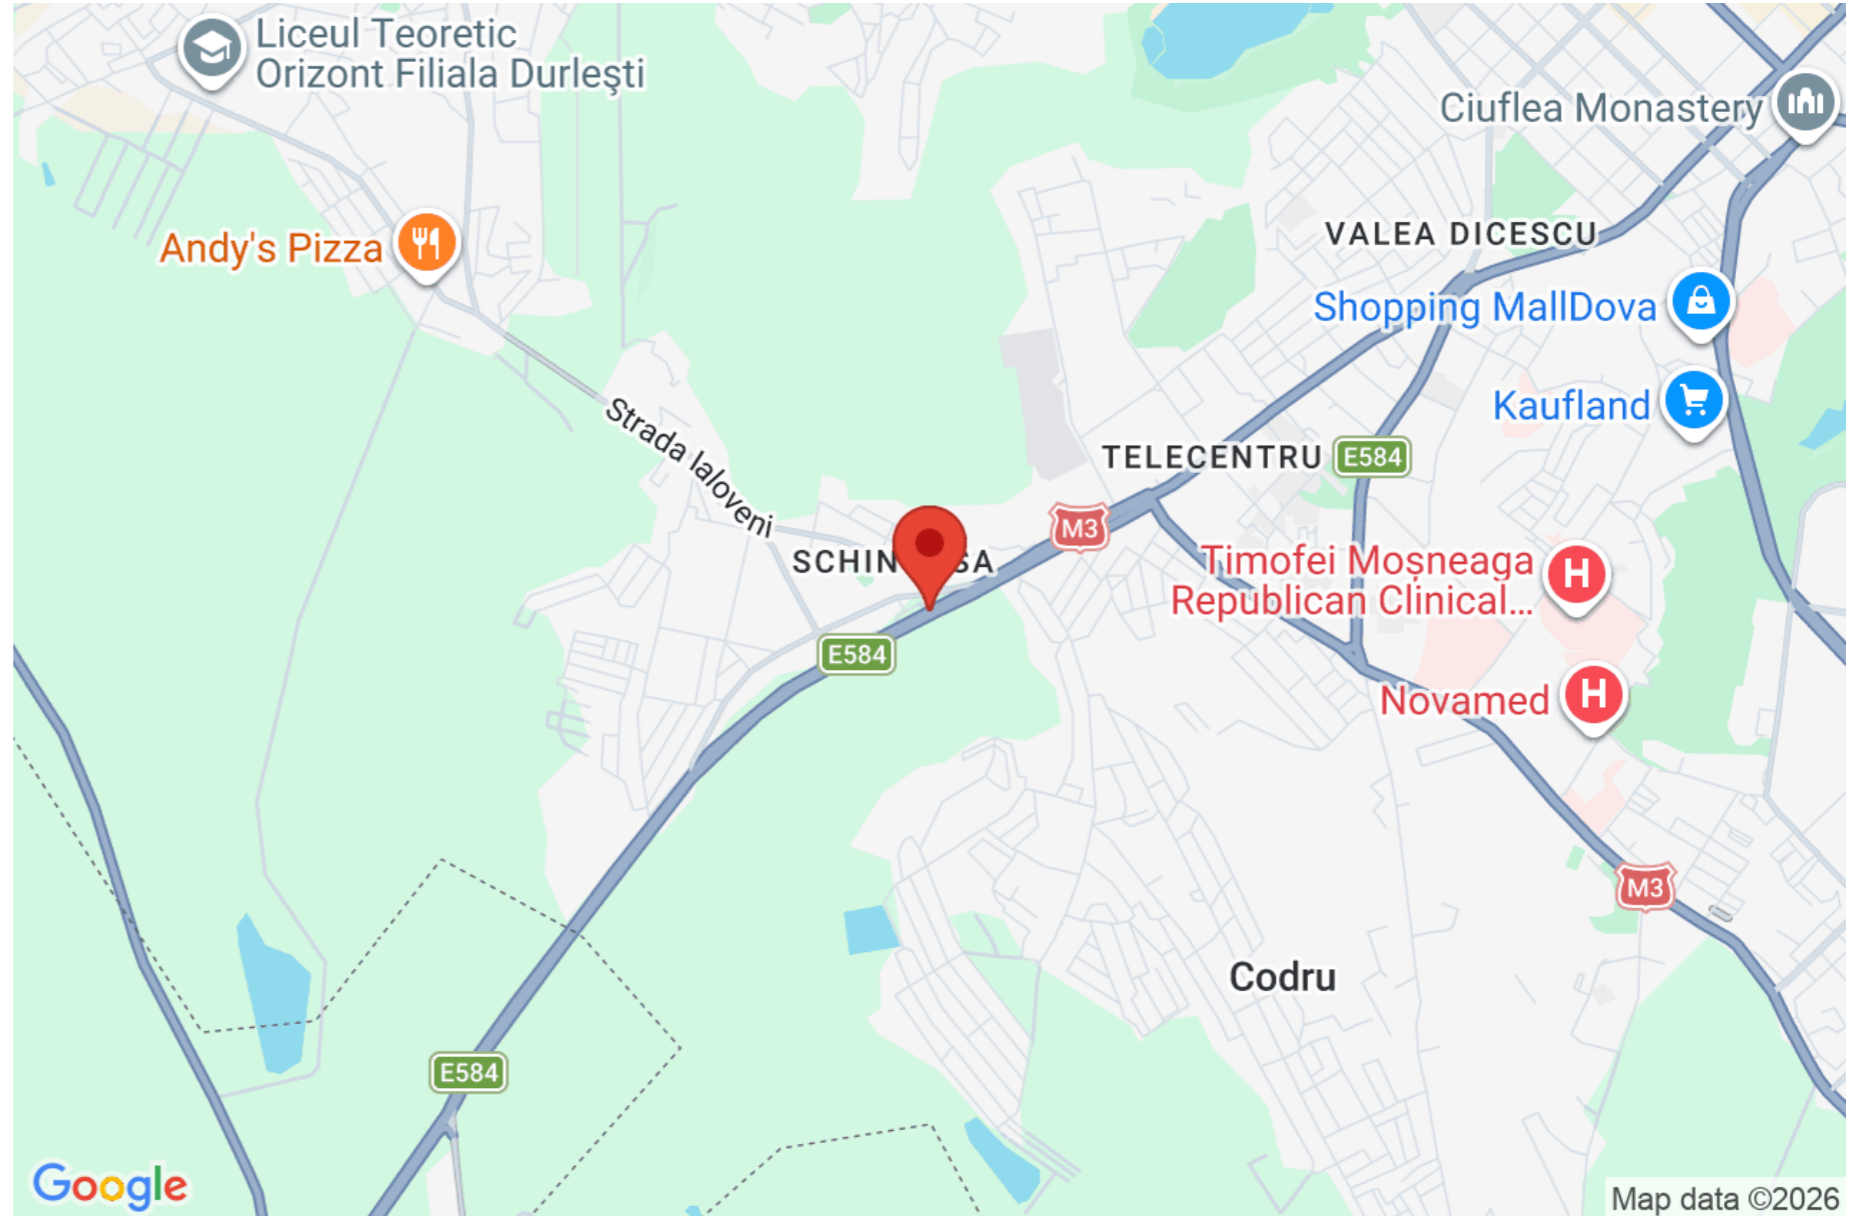 Liceul Teoretic
Orizont Filiala Durleşti
Ciuflea Monastery
Andy's Pizza
VALEA DICESCU
Shopping MallDova
Kaufland
Strada Ialoveni
TELECENTRU
E584
M3
SCHIN
SA
Timofei Moșneaga
Republican Clinical...
H
E584
Novamed
H
M3
Codru
E584
Google
Map data ©2026